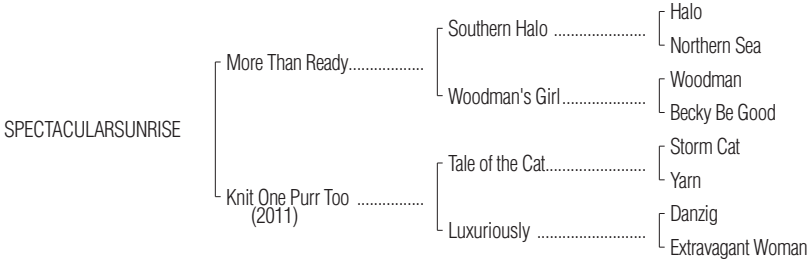 Halo
Southern Halo ......................
Northern Sea
More Than Ready..................
Woodman
Woodman's Girl....................
Becky Be Good
SPECTACULARSUNRISE
Storm Cat
Tale of the Cat........................
Yarn
Knit One Purr Too ................
(2011)
Danzig
Luxuriously ..........................
Extravagant Woman